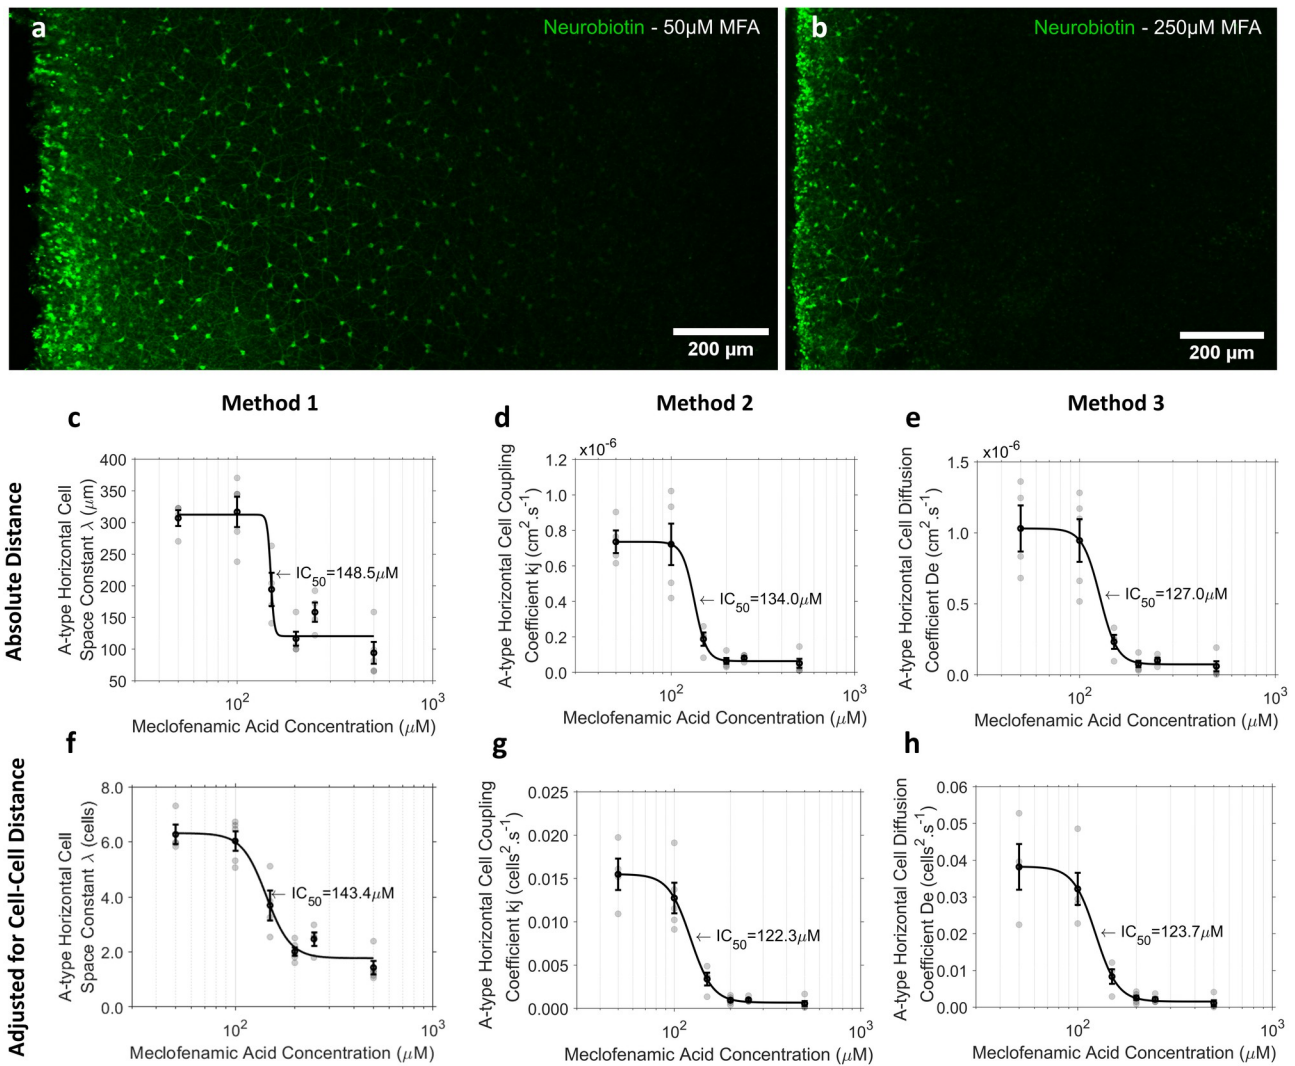 a
Neurobiotin - 50µM MFA
200 µm
b
Neurobiotin - 250µM MFA
200 µm
Method 1
Method 2
Method 3
Absolute Distance
c
A-type Horizontal Cell
Space Constant λ (μm)
400
350
300
250
200
150
100
50
← IC50=148.5μM
10^2
10^3
Meclofenamic Acid Concentration (μM)
d
×10^-6
A-type Horizontal Cell Coupling
Coefficient kj (cm^2.s^-1)
1.2
1.0
0.8
0.6
0.4
0.2
0.0
← IC50=134.0μM
10^2
10^3
Meclofenamic Acid Concentration (μM)
e
×10^-6
A-type Horizontal Cell Diffusion
Coefficient De (cm^2.s^-1)
1.5
1.0
0.5
0.0
← IC50=127.0μM
10^2
10^3
Meclofenamic Acid Concentration (μM)
Adjusted for Cell-Cell Distance
f
A-type Horizontal Cell
Space Constant λ (cells)
8.0
6.0
4.0
2.0
0.0
← IC50=143.4μM
10^2
10^3
Meclofenamic Acid Concentration (μM)
g
A-type Horizontal Cell Coupling
Coefficient kj (cells^2.s^-1)
0.025
0.020
0.015
0.010
0.005
0.000
← IC50=122.3μM
10^2
10^3
Meclofenamic Acid Concentration (μM)
h
A-type Horizontal Cell Diffusion
Coefficient De (cells^2.s^-1)
0.06
0.05
0.04
0.03
0.02
0.01
0.00
← IC50=123.7μM
10^2
10^3
Meclofenamic Acid Concentration (μM)